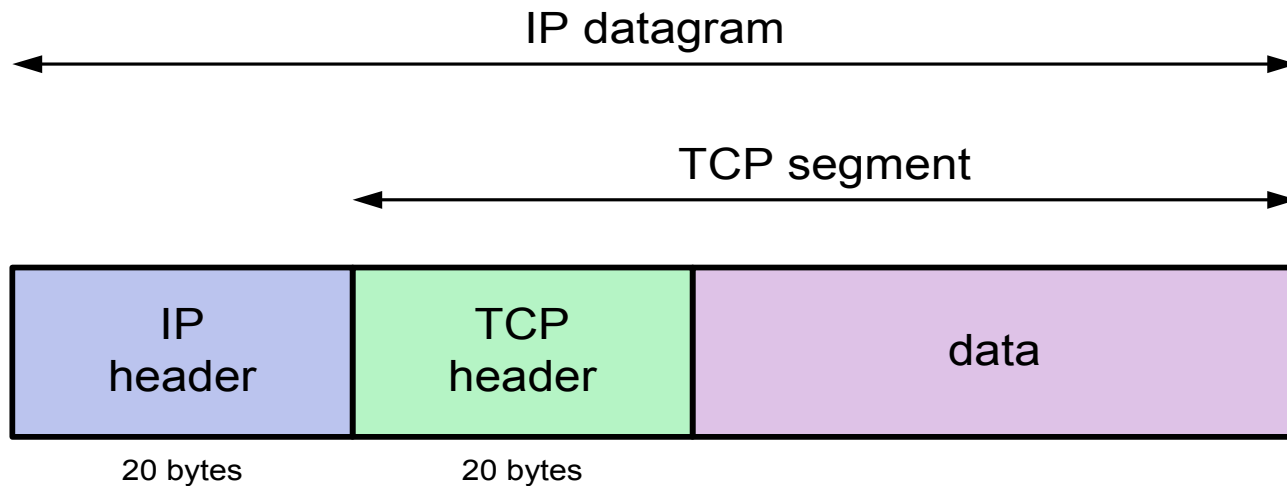 IP datagram
TCP segment
IP
header
TCP
header
data
20 bytes
20 bytes